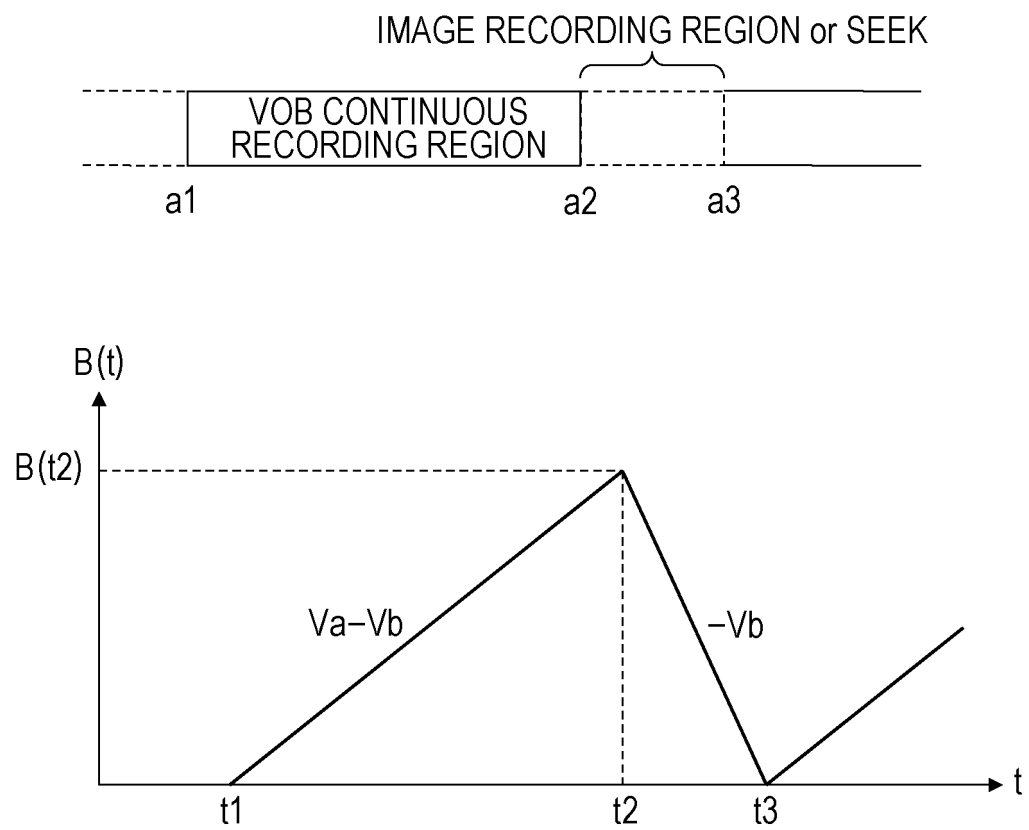 IMAGE RECORDING REGION or SEEK
VOB CONTINUOUS
RECORDING REGION
a1
a2
a3
B(t)
B(t2)
Va–Vb
–Vb
t
t1
t2
t3